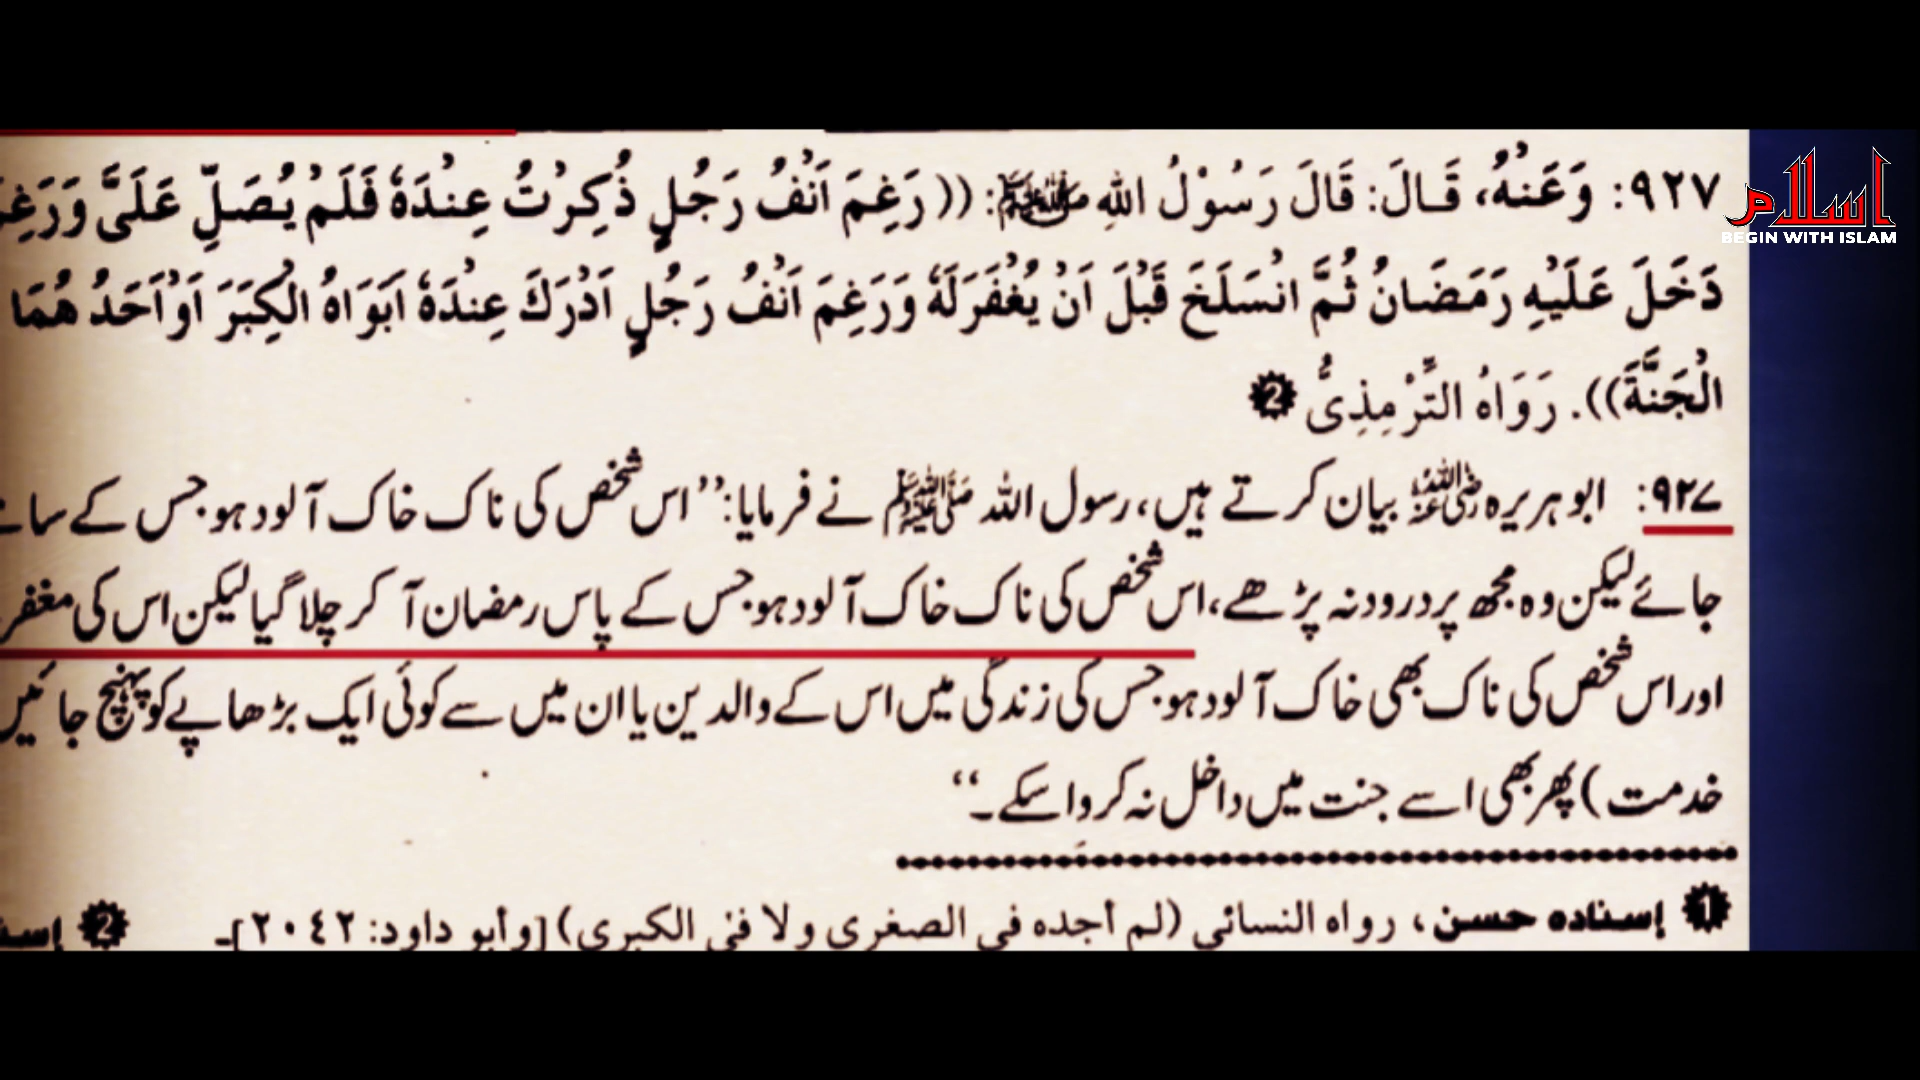 ٩٢٧: وَعَنْهُ، قَالَ: قَالَ رَسُوْلُ اللهِ ﷺ: ((رَغِمَ اَنْفُ رَجُلٍ ذُكِرْتُ عِنْدَهٗ فَلَمْ يُصَلِّ عَلَىَّ وَرَغِمَ
دَخَلَ عَلَيْهِ رَمَضَانُ ثُمَّ انْسَلَخَ قَبْلَ اَنْ يُغْفَرَ لَهٗ وَرَغِمَ اَنْفُ رَجُلٍ اَدْرَكَ عِنْدَهٗ اَبَوَاهُ الْكِبَرَ اَوْ اَحَدُ هُمَا
الْجَنَّةَ)). رَوَاهُ التِّرْمِذِىُّ ❷
۹۲۷: ابو ہریرہ رضی اللہ عنہ بیان کرتے ہیں، رسول اللہ ﷺ نے فرمایا: ’’اس شخص کی ناک خاک آلود ہو جس کے
جائے لیکن وہ مجھ پر درود نہ پڑھے، اس شخص کی ناک خاک آلود ہو جس کے پاس رمضان آ کر چلا گیا لیکن اس کی
اور اس شخص کی ناک بھی خاک آلود ہو جس کی زندگی میں اس کے والدین یا ان میں سے کوئی ایک بڑھاپے کو پہنچ جائیں
خدمت) پھر بھی اسے جنت میں داخل نہ کروا سکے۔‘‘
❶ إسناده حسن، رواه النسائي (لم أجده في الصغرى ولا في الكبرى) [وأبو داود: ٢٠٤٢]۔ ❷
اسلام
BEGIN WITH ISLAM